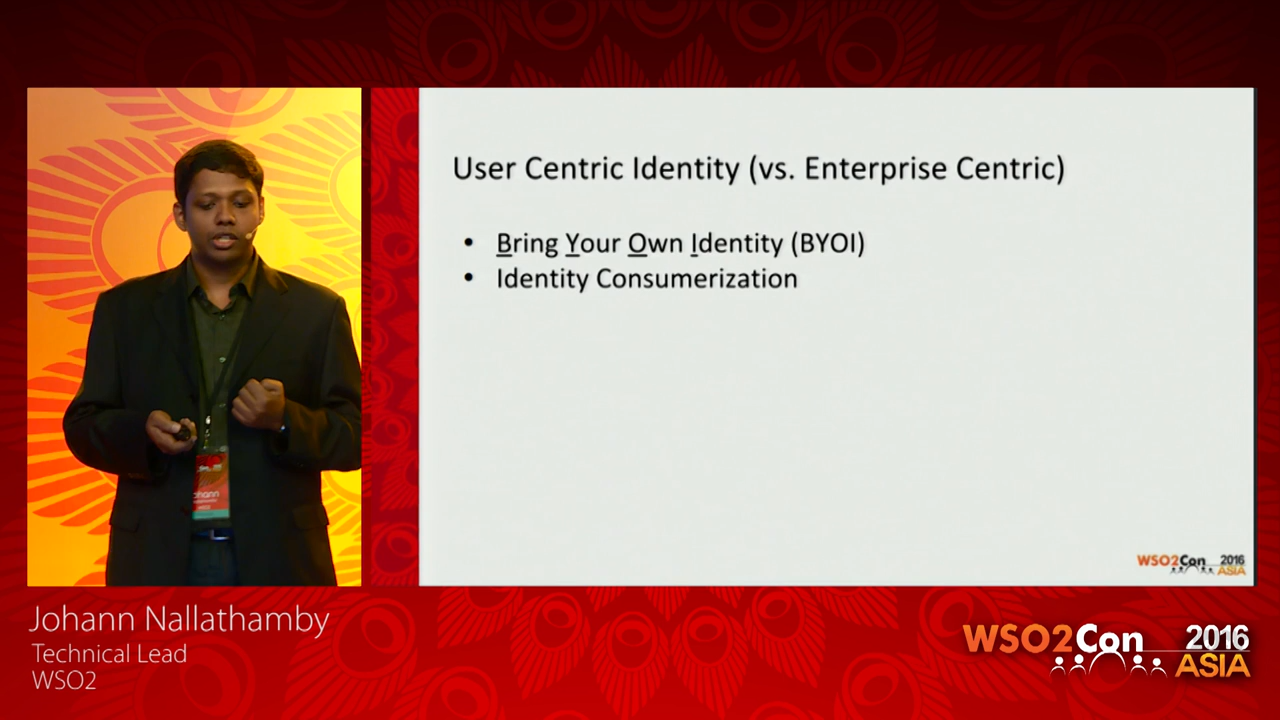 User Centric Identity (vs. Enterprise Centric)
• Bring Your Own Identity (BYOI)
• Identity Consumerization
WSO2Con 2016
ASIA
Johann Nallathamby
Technical Lead
WSO2
WSO2Con 2016
ASIA